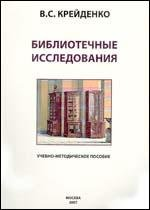 В.С. КРЕЙДЕНКО
БИБЛИОТЕЧНЫЕ
ИССЛЕДОВАНИЯ
УЧЕБНО-МЕТОДИЧЕСКОЕ ПОСОБИЕ
МОСКВА
2007